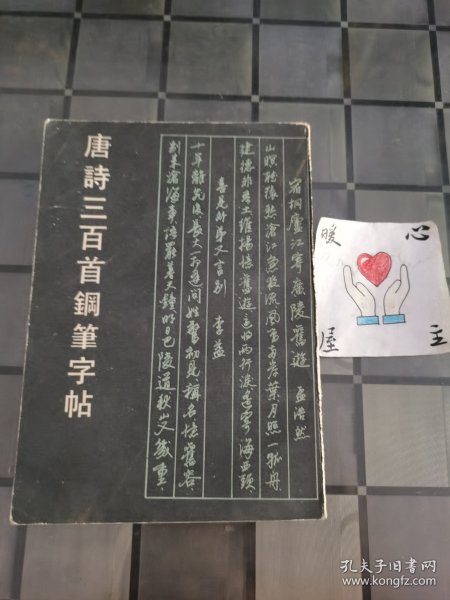 唐詩三百首鋼筆字帖
宿桐廬江寄廣陵舊遊 孟浩然
山暝聽猿愁滄江急夜流風鳴兩岸葉月照一孤舟
建德非吾土維揚憶舊遊還將兩行淚遙寄海西頭
喜見外弟又言別 李益
十年離亂後長大一相逢問姓驚初見稱名憶舊容
別來滄海事語罷暮天鐘明日巴陵道秋山又幾重
暖 心
屋 主
孔夫子旧书网
www.kongfz.com